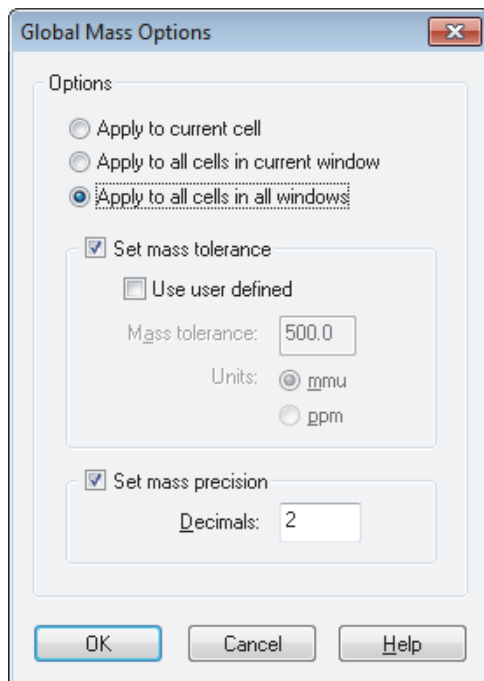 Global Mass Options
Options
Apply to current cell
Apply to all cells in current window
Apply to all cells in all windows
Set mass tolerance
Use user defined
Mass tolerance: 500.0
Units: mmu
ppm
Set mass precision
Decimals: 2
OK Cancel Help